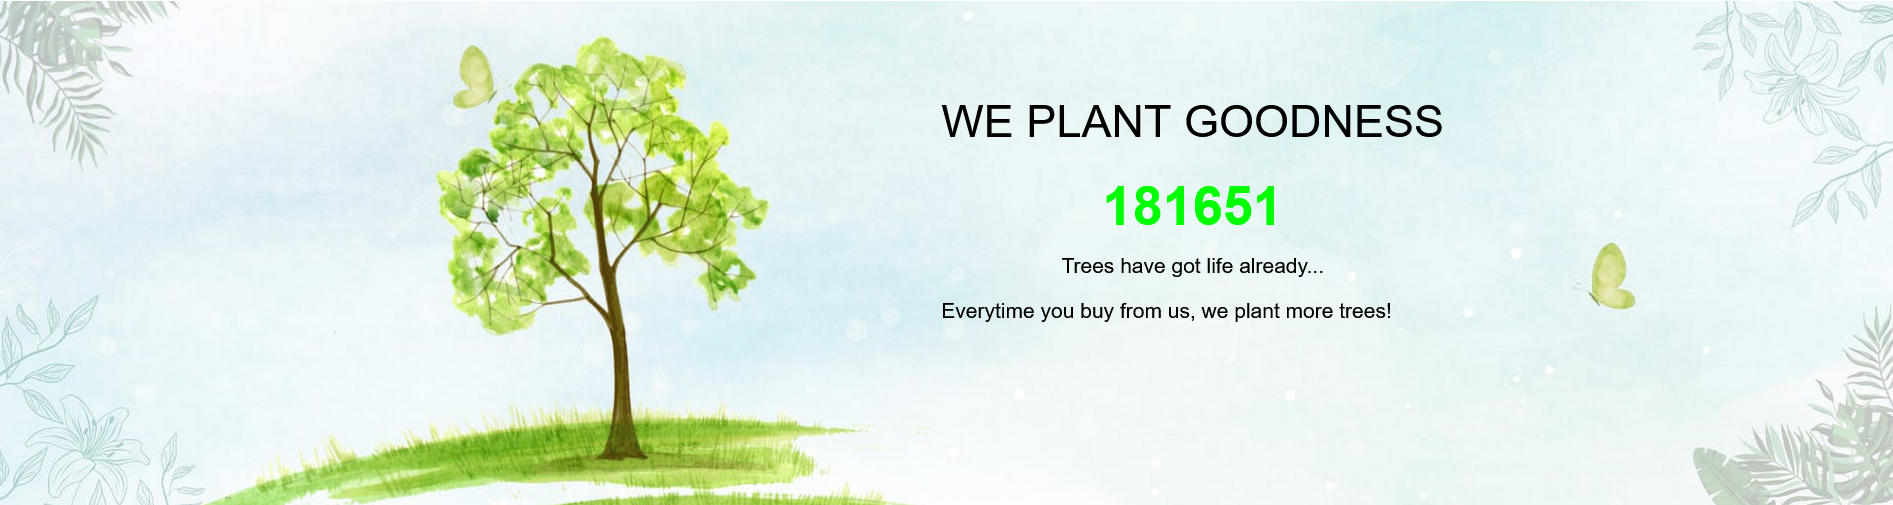 WE PLANT GOODNESS
181651
Trees have got life already...
Everytime you buy from us, we plant more trees!